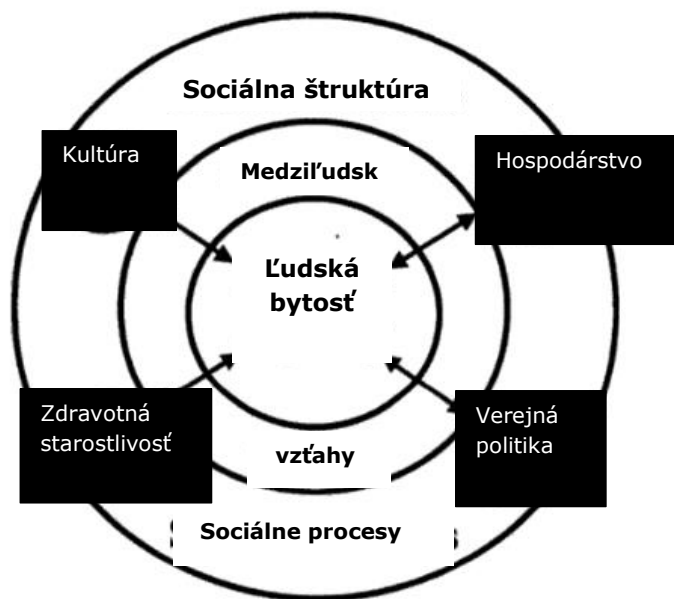 Sociálna štruktúra
Kultúra
Medziľudsk
Hospodárstvo
Ľudská
bytosť
Zdravotná
starostlivosť
Verejná
politika
vzťahy
Sociálne procesy